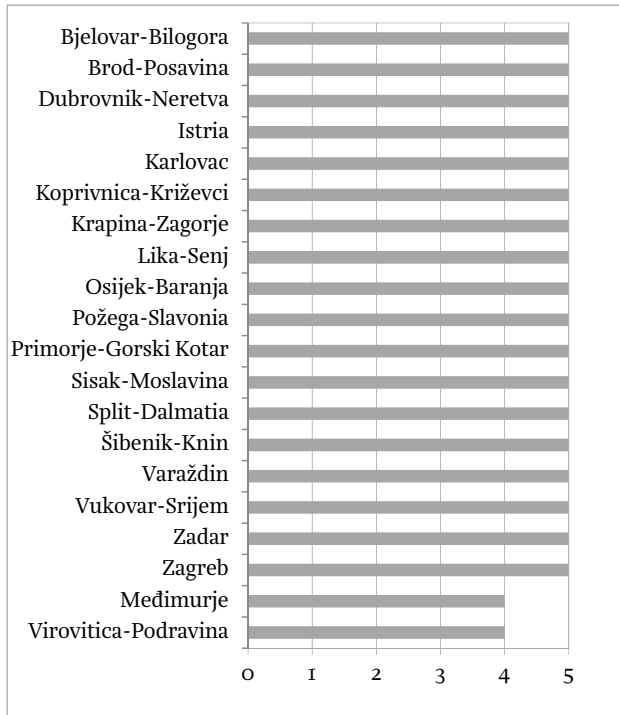 Bjelovar-Bilogora
Brod-Posavina
Dubrovnik-Neretva
Istria
Karlovac
Koprivnica-Križevci
Krapina-Zagorje
Lika-Senj
Osijek-Baranja
Požega-Slavonia
Primorje-Gorski Kotar
Sisak-Moslavina
Split-Dalmatia
Šibenik-Knin
Varaždin
Vukovar-Srijem
Zadar
Zagreb
Međimurje
Virovitica-Podravina
0 1 2 3 4 5